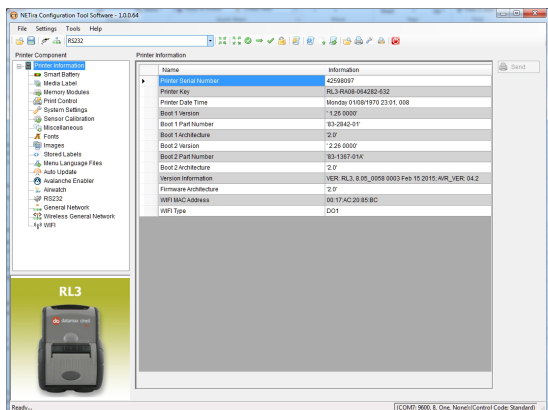 NETira Configuration Tool Software - 1.0.0.64
File Settings Tools Help
RS232
Printer Component
Printer Information
Smart Battery
Media Label
Memory Modules
Print Control
System Settings
Sensor Calibration
Miscellaneous
Fonts
Images
Stored Labels
Menu Language Files
Auto Update
Avalanche Enabler
Airwatch
RS232
General Network
Wireless General Network
WIFI
RL3
datamax oneil
Printer Information
Name Information
Printer Serial Number 42598097
Printer Key RL3-RA08-064282-632
Printer Date Time Monday 01/08/1970 23:01, 008
Boot 1 Version ' 1.26 0000'
Boot 1 Part Number '83-2842-01'
Boot 1 Architecture '2.0'
Boot 2 Version ' 2.26 0000'
Boot 2 Part Number '83-1367-01A'
Boot 2 Architecture '2.0'
Version Information VER: RL3, 8.05_0058 0003 Feb 15 2015; AVR_VER: 04.2
Firmware Architecture '2.0'
WIFI MAC Address 00:17:AC:20:85:BC
WIFI Type DO1
Send
Ready...
(COM7: 9600, 8, One, None):(Control Code: Standard)